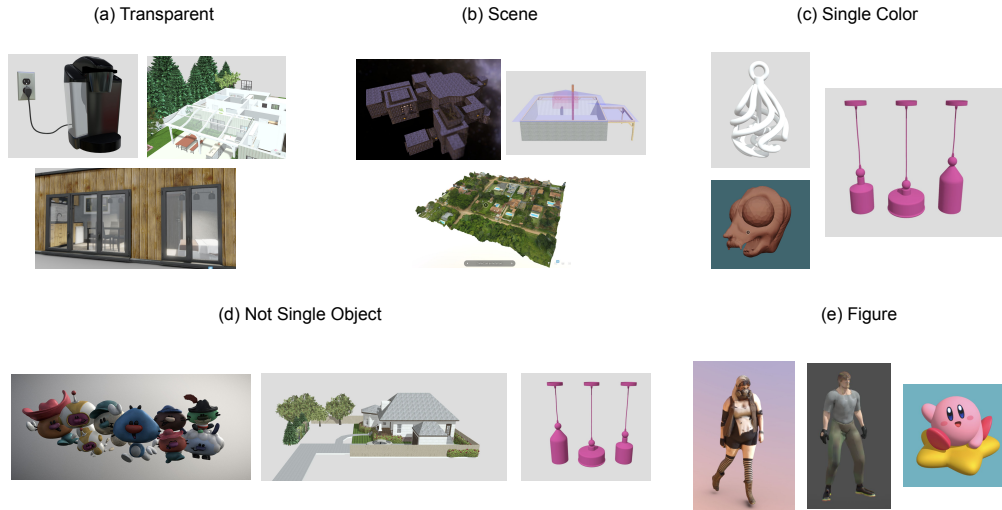 (a) Transparent
(b) Scene
(c) Single Color
(d) Not Single Object
(e) Figure